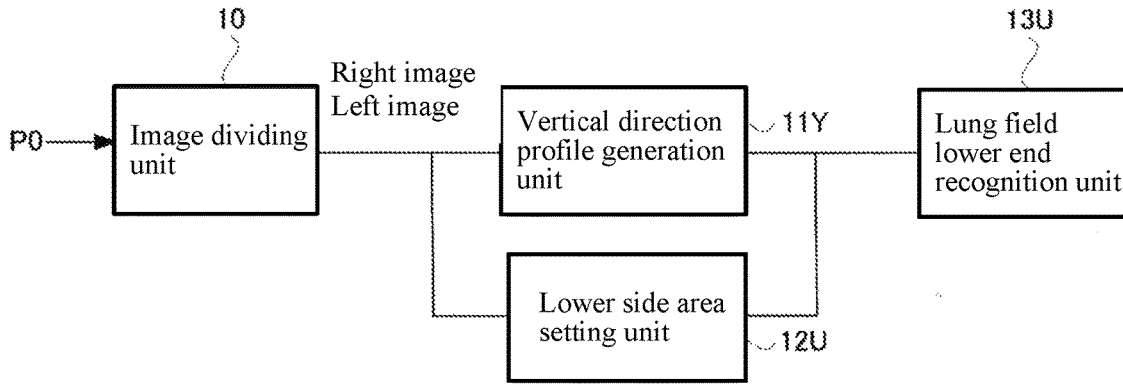 10
13U
Right image
Left image
P0
Image dividing
unit
Vertical direction
profile generation
unit
11Y
Lung field
lower end
recognition unit
Lower side area
setting unit
12U